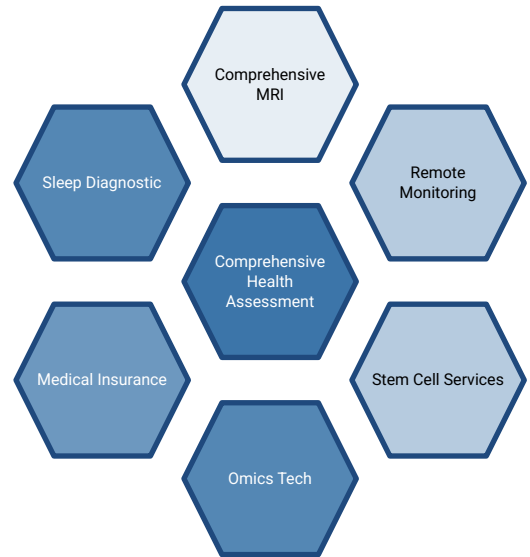 Comprehensive
MRI
Sleep Diagnostic
Remote
Monitoring
Comprehensive
Health
Assessment
Medical Insurance
Stem Cell Services
Omics Tech